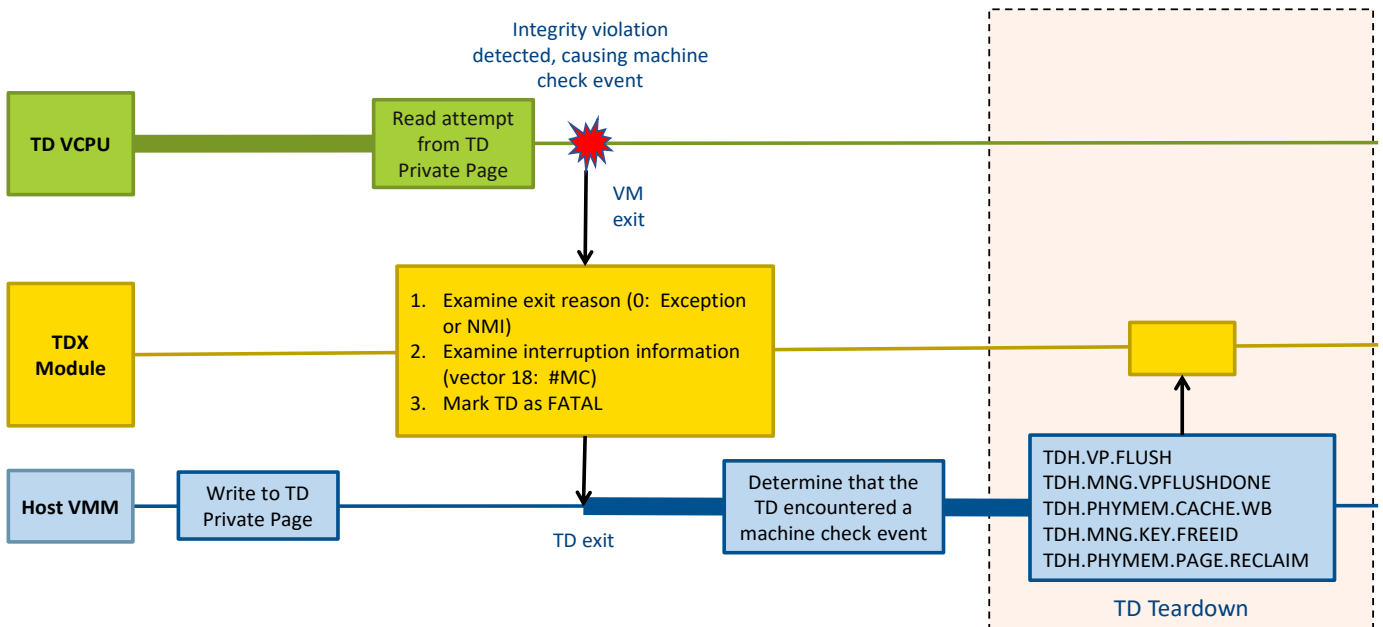 Integrity violation
detected, causing machine
check event
TD VCPU
Read attempt
from TD
Private Page
VM
exit
TDX
Module
1. Examine exit reason (0: Exception
or NMI)
2. Examine interruption information
(vector 18: #MC)
3. Mark TD as FATAL
Host VMM
Write to TD
Private Page
TD exit
Determine that the
TD encountered a
machine check event
TDH.VP.FLUSH
TDH.MNG.VPFLUSHDONE
TDH.PHYMEM.CACHE.WB
TDH.MNG.KEY.FREEID
TDH.PHYMEM.PAGE.RECLAIM
TD Teardown